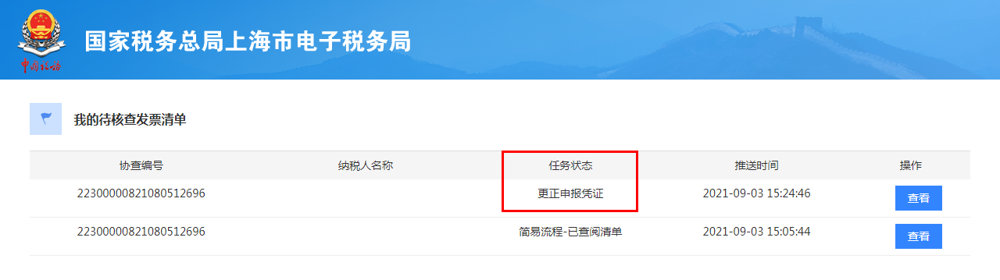 国家税务总局上海市电子税务局
中国税务
我的待核查发票清单
协查编号 纳税人名称 任务状态 推送时间 操作
22300000821080512696 更正申报凭证 2021-09-03 15:24:46 查看
22300000821080512696 简易流程-已查阅清单 2021-09-03 15:05:44 查看